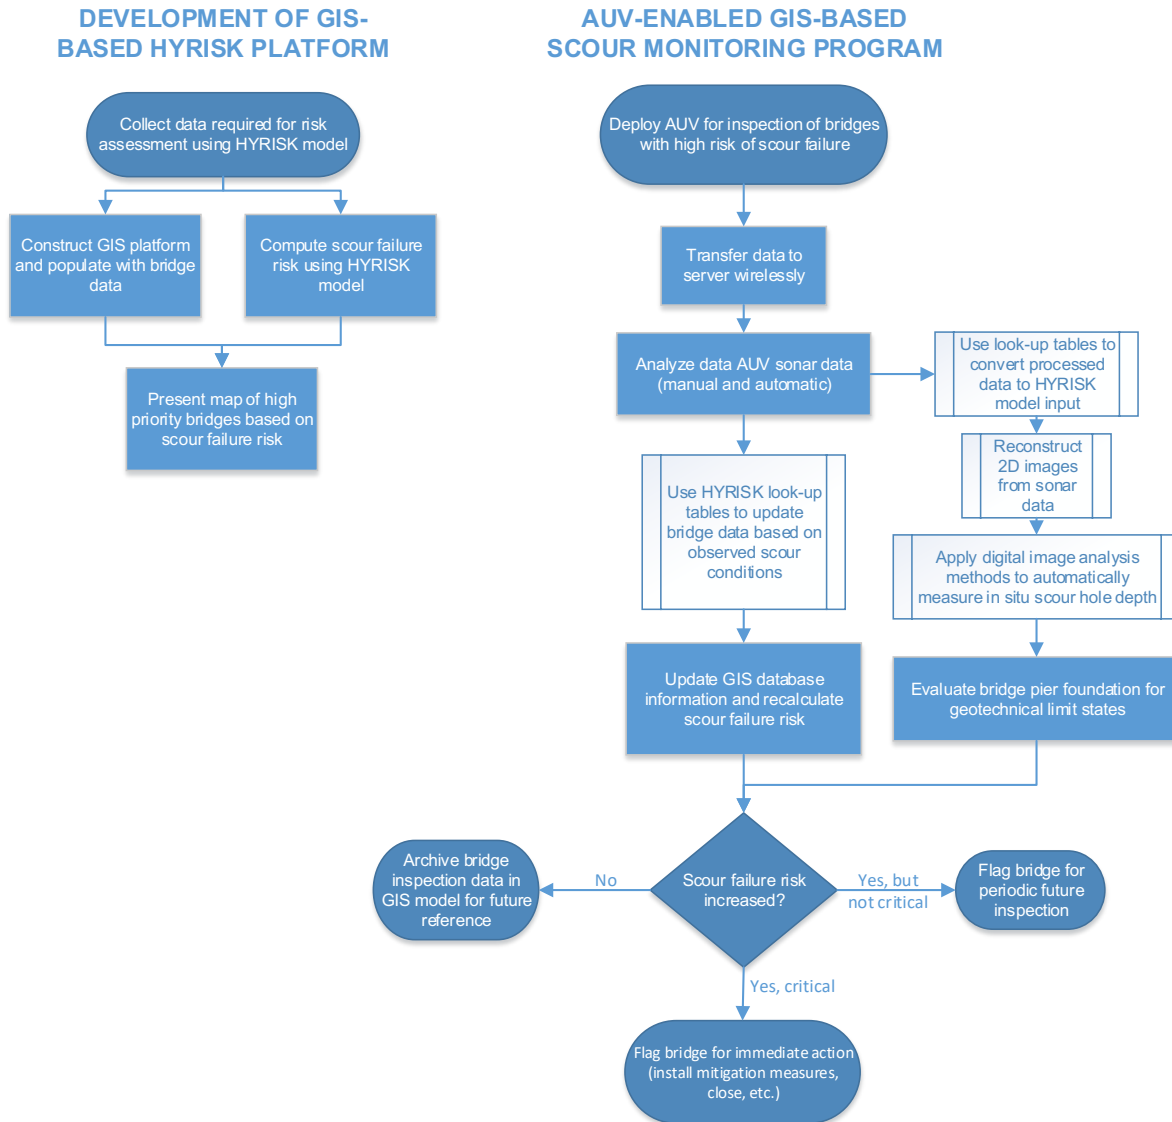 DEVELOPMENT OF GIS-
BASED HYRISK PLATFORM
Collect data required for risk
assessment using HYRISK model
Construct GIS platform
and populate with bridge
data
Compute scour failure
risk using HYRISK
model
Present map of high
priority bridges based on
scour failure risk
AUV-ENABLED GIS-BASED
SCOUR MONITORING PROGRAM
Deploy AUV for inspection of bridges
with high risk of scour failure
Transfer data to
server wirelessly
Analyze data AUV sonar data
(manual and automatic)
Use look-up tables to
convert processed
data to HYRISK
model input
Reconstruct
2D images
from sonar
data
Use HYRISK look-up
tables to update
bridge data based on
observed scour
conditions
Apply digital image analysis
methods to automatically
measure in situ scour hole depth
Update GIS database
information and recalculate
scour failure risk
Evaluate bridge pier foundation for
geotechnical limit states
Archive bridge
inspection data in
GIS model for future
reference
No
Scour failure risk
increased?
Yes, but
not critical
Flag bridge for
periodic future
inspection
Yes, critical
Flag bridge for immediate action
(install mitigation measures,
close, etc.)